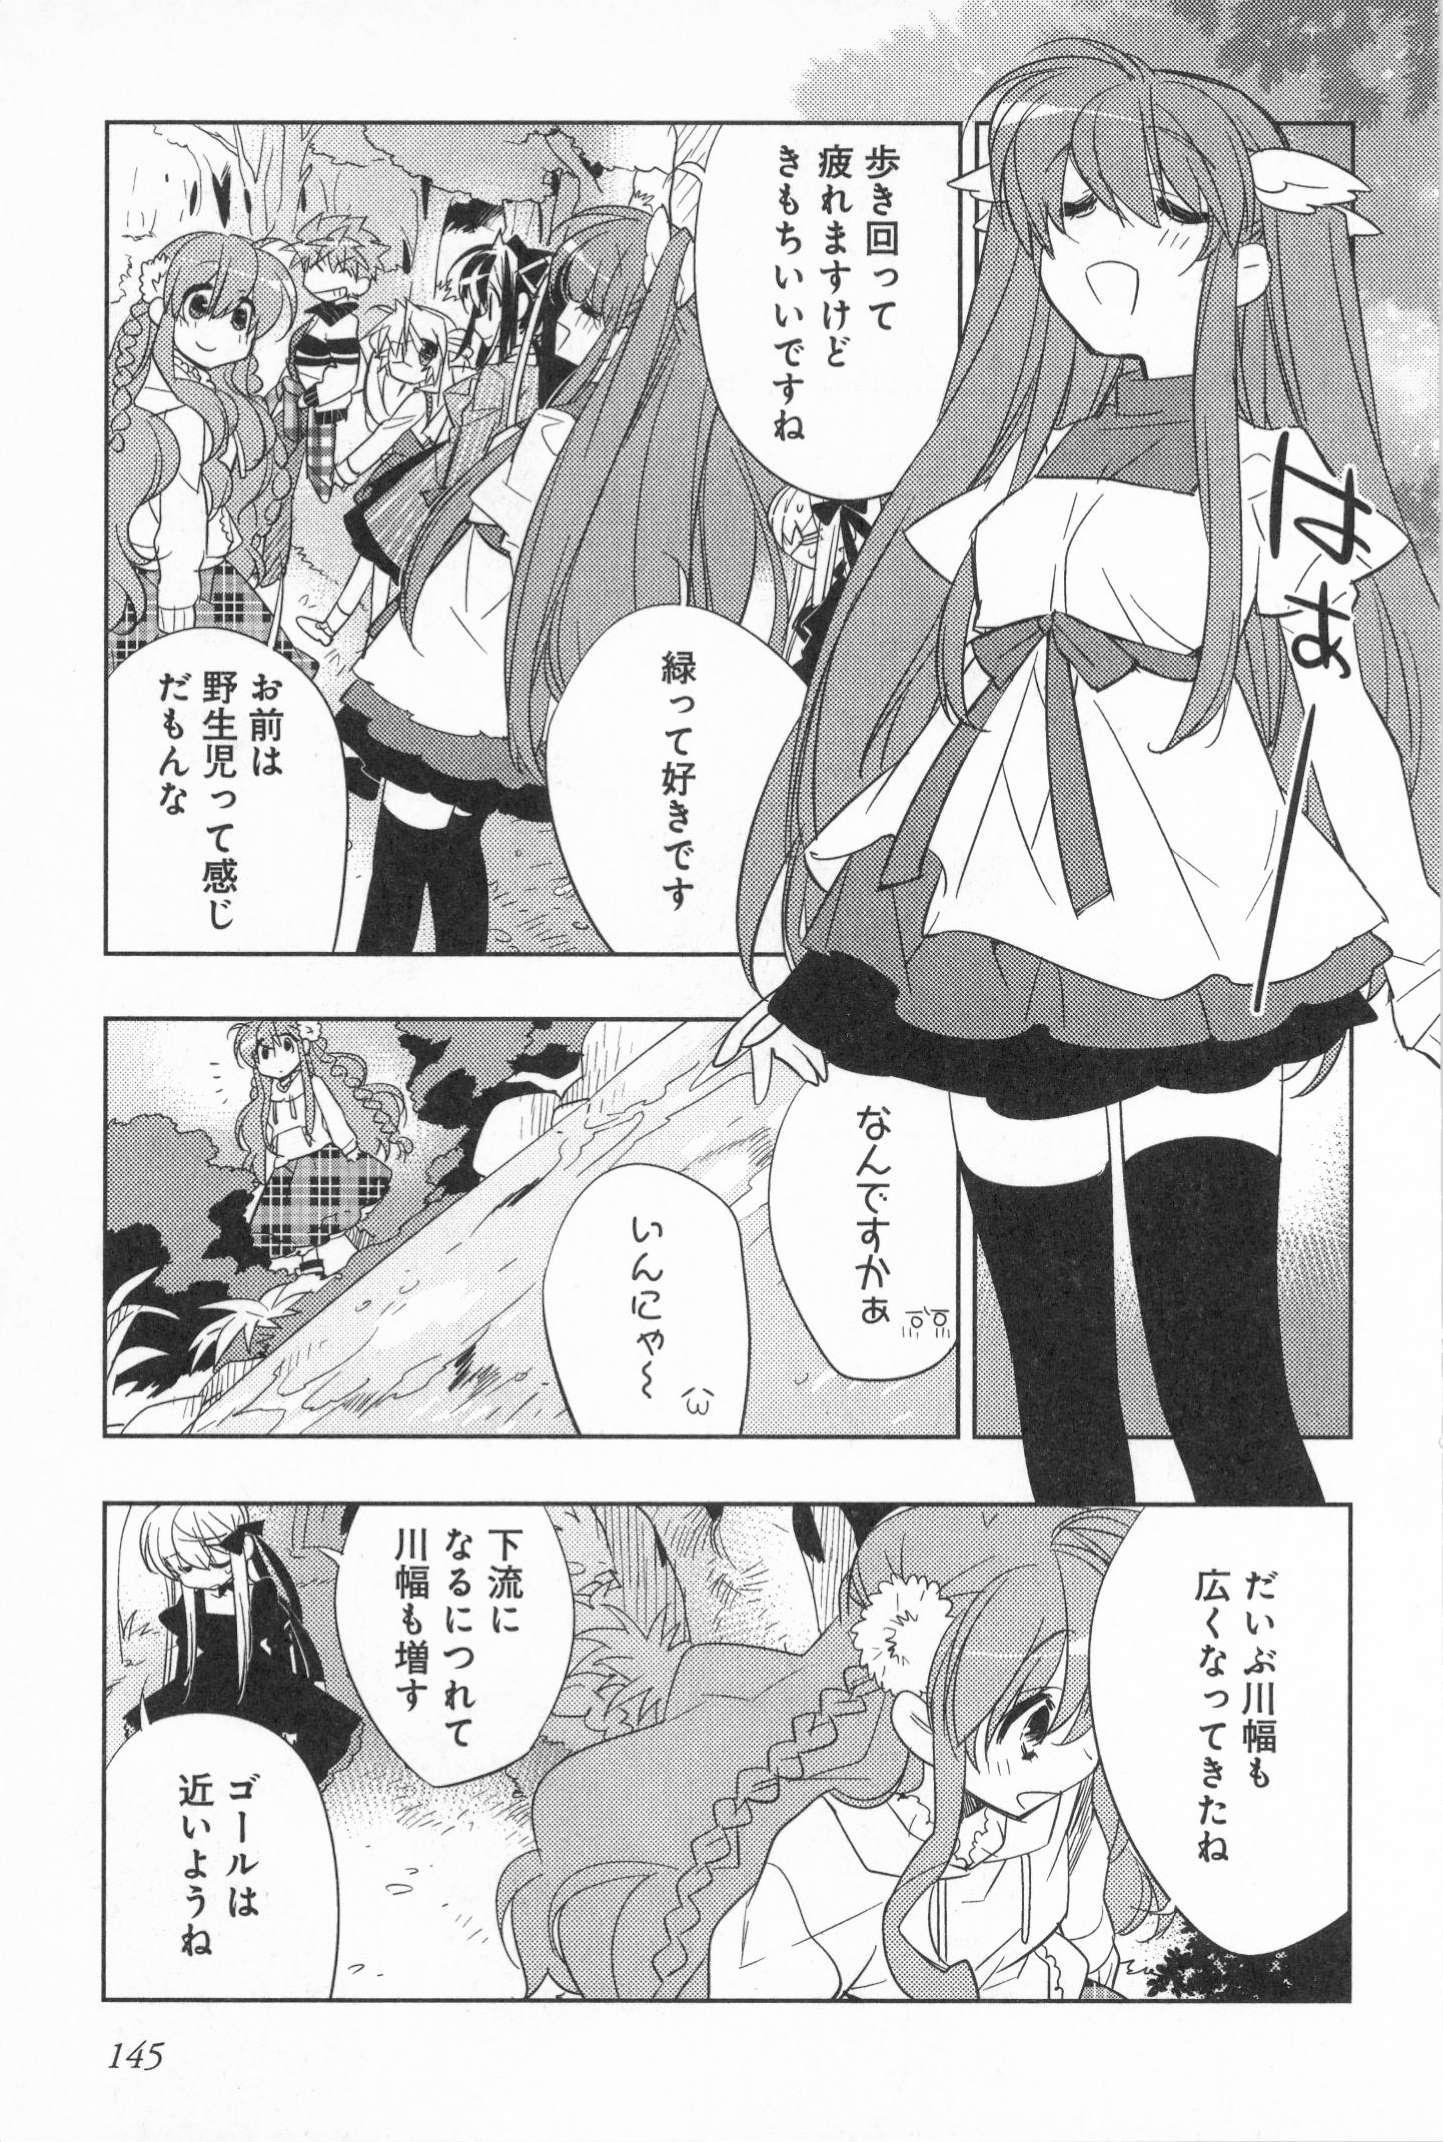 はぁ
歩き回って
疲れますけど
きもちいいですね
緑って好きです
お前は
野生児って感じ
だもんな
なんですかぁ
いんにゃ～
だいぶ川幅も
広くなってきたね
下流に
なるにつれて
川幅も増す
ゴールは
近いようね
145